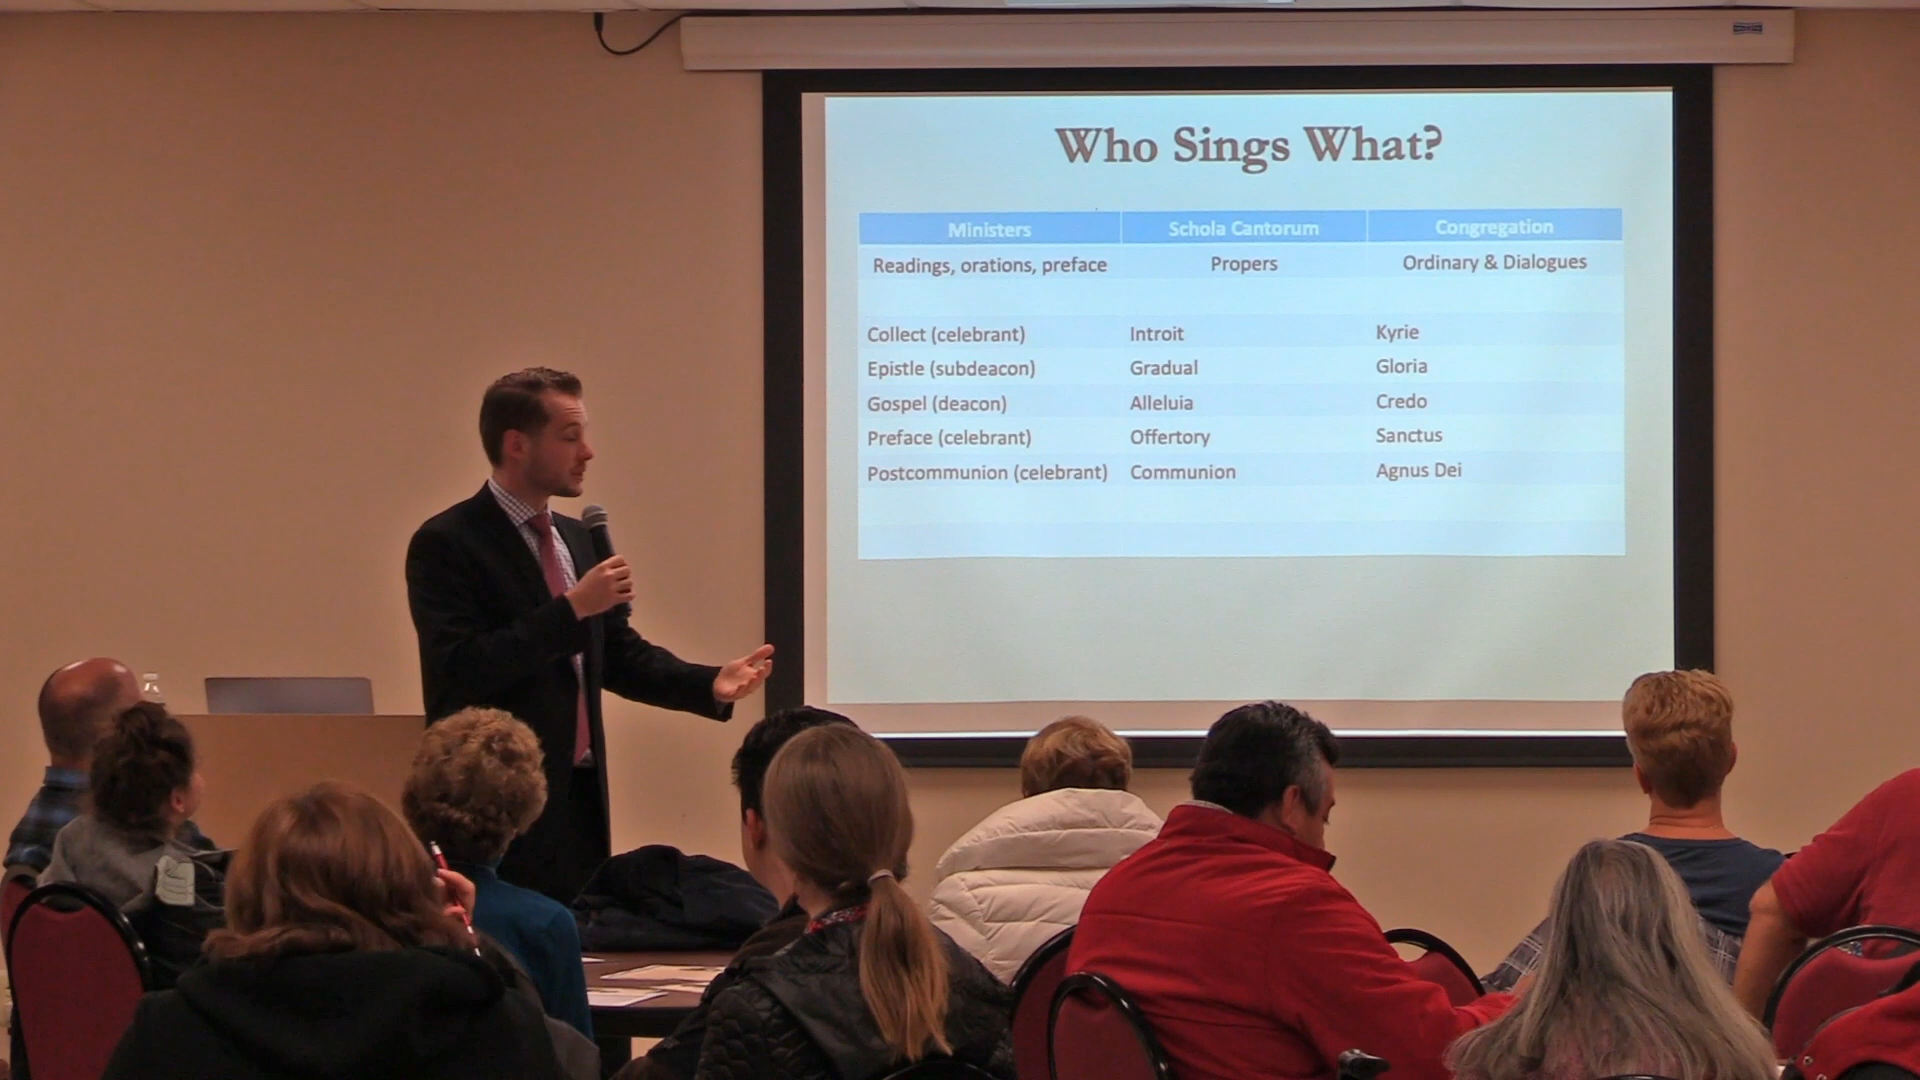 Who Sings What?
Ministers Schola Cantorum Congregation
Readings, orations, preface Propers Ordinary & Dialogues
Collect (celebrant) Introit Kyrie
Epistle (subdeacon) Gradual Gloria
Gospel (deacon) Alleluia Credo
Preface (celebrant) Offertory Sanctus
Postcommunion (celebrant) Communion Agnus Dei